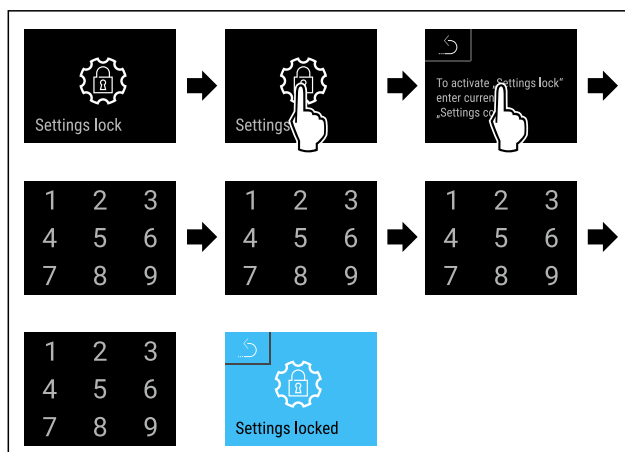 Settings lock
Settings
To activate „Settings lock"
enter curren
„Settings co
1 2 3
4 5 6
7 8 9
1 2 3
4 5 6
7 8 9
1 2 3
4 5 6
7 8 9
1 2 3
4 5 6
7 8 9
Settings locked